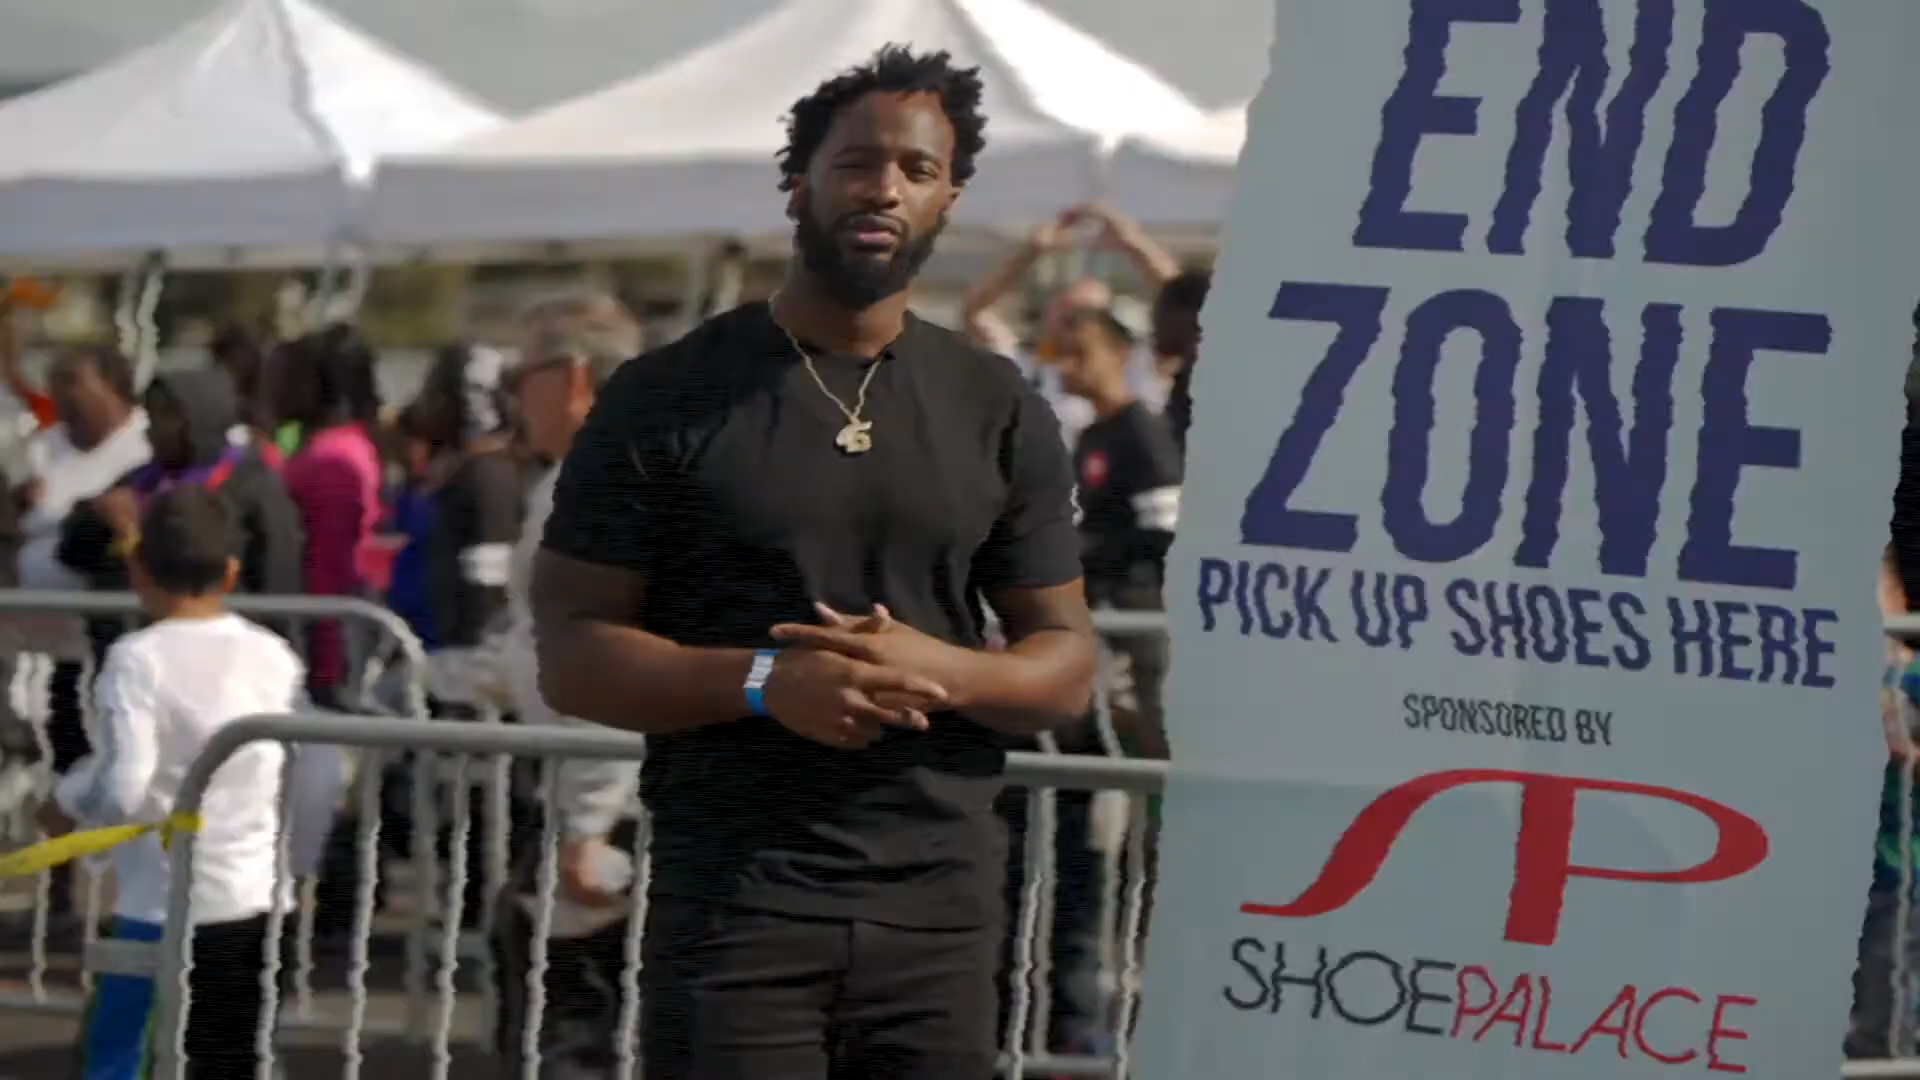 END
ZONE
PICK UP SHOES HERE
SPONSORED BY
SP
SHOEPALACE